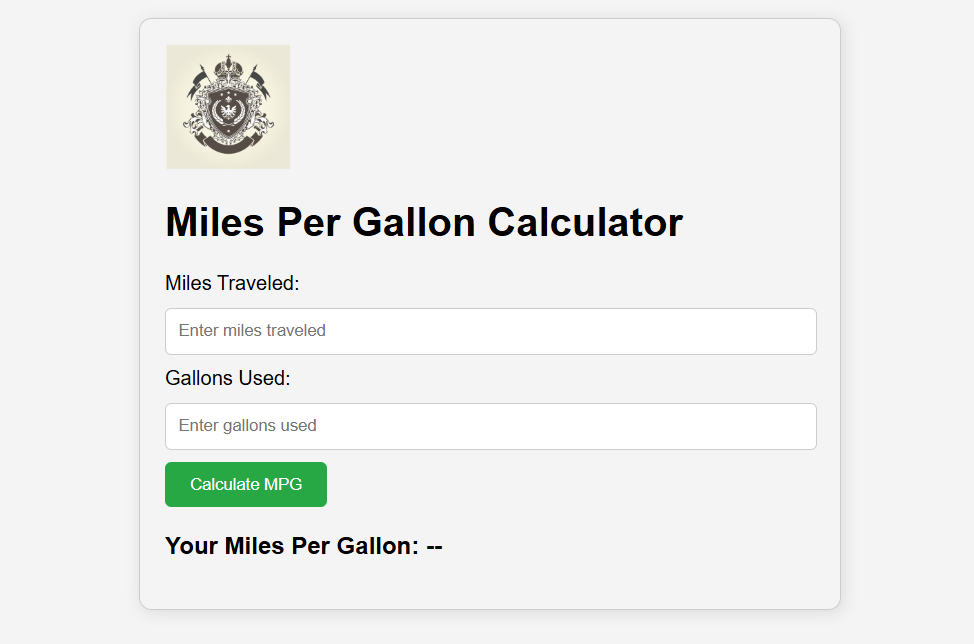 Miles Per Gallon Calculator
Miles Traveled:
Enter miles traveled
Gallons Used:
Enter gallons used
Calculate MPG
Your Miles Per Gallon: --